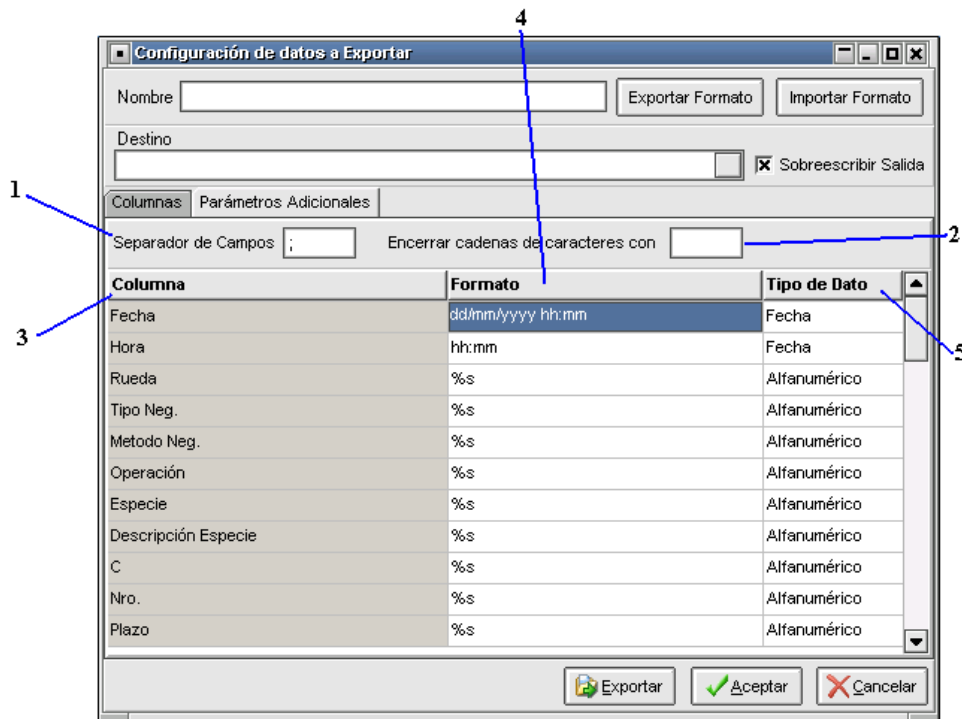 4
Configuración de datos a Exportar
Nombre Exportar Formato Importar Formato
Destino
Sobreescribir Salida
1
Columnas Parámetros Adicionales
Separador de Campos ; Encerrar cadenas de caracteres con
2
Columna Formato Tipo de Dato
3
Fecha dd/mm/yyyy hh:mm Fecha
Hora hh:mm Fecha
5
Rueda %s Alfanumérico
Tipo Neg. %s Alfanumérico
Metodo Neg. %s Alfanumérico
Operación %s Alfanumérico
Especie %s Alfanumérico
Descripción Especie %s Alfanumérico
C %s Alfanumérico
Nro. %s Alfanumérico
Plazo %s Alfanumérico
Exportar Aceptar Cancelar